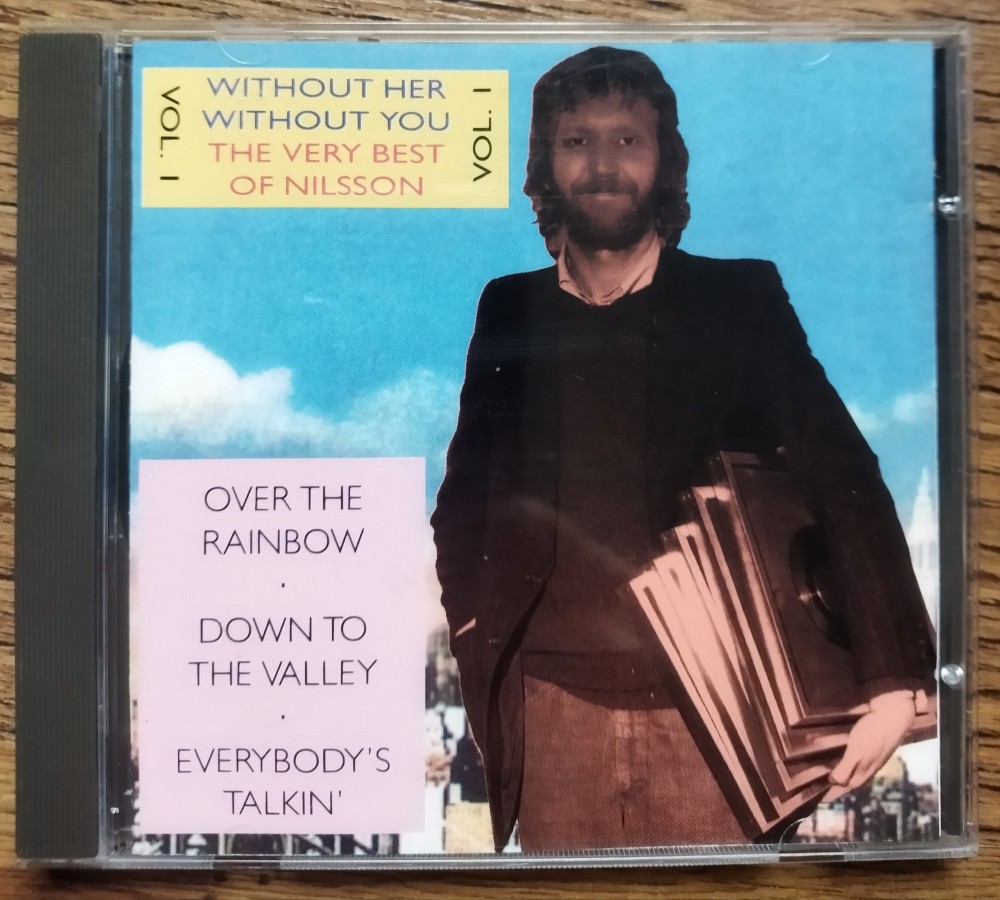 VOL. I
WITHOUT HER
WITHOUT YOU
THE VERY BEST
OF NILSSON
VOL. I
OVER THE
RAINBOW
·
DOWN TO
THE VALLEY
·
EVERYBODY'S
TALKIN'